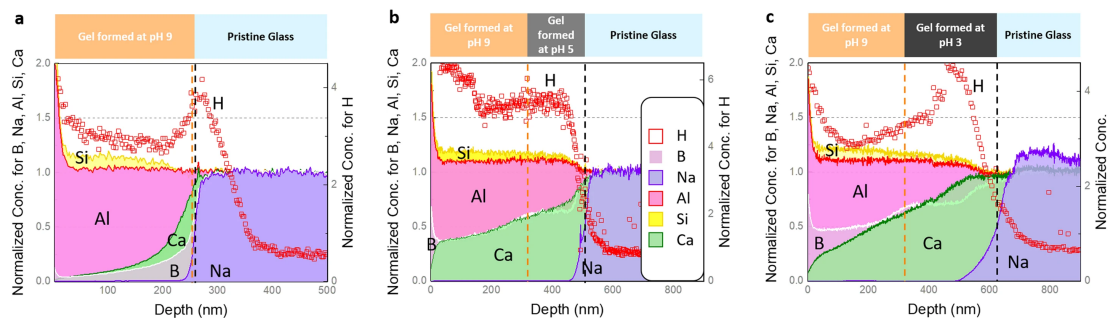 a
Gel formed at pH 9
Pristine Glass
Normalized Conc. for B, Na, Al, Si, Ca
2.0
1.5
1.0
0.5
0.0
H
Si
Al
Ca
B
Na
4
3
2
1
0
Normalized Conc. for H
0
100
200
300
400
500
Depth (nm)
b
Gel formed
at pH 9
Gel
formed
at pH 5
Pristine Glass
Normalized Conc. for B, Na, Al, Si, Ca
2.0
1.5
1.0
0.5
0.0
H
Si
Al
B
Ca
Na
H
B
Na
Al
Si
Ca
6
4
2
0
Normalized Conc. for H
0
200
400
600
800
Depth (nm)
c
Gel formed
at pH 9
Gel formed
at pH 3
Pristine Glass
Normalized Conc. for B, Na, Al, Si, Ca
2.0
1.5
1.0
0.5
0.0
H
Si
Al
B
Ca
Na
4
3
2
1
0
Normalized Conc. for H
0
200
400
600
800
Depth (nm)